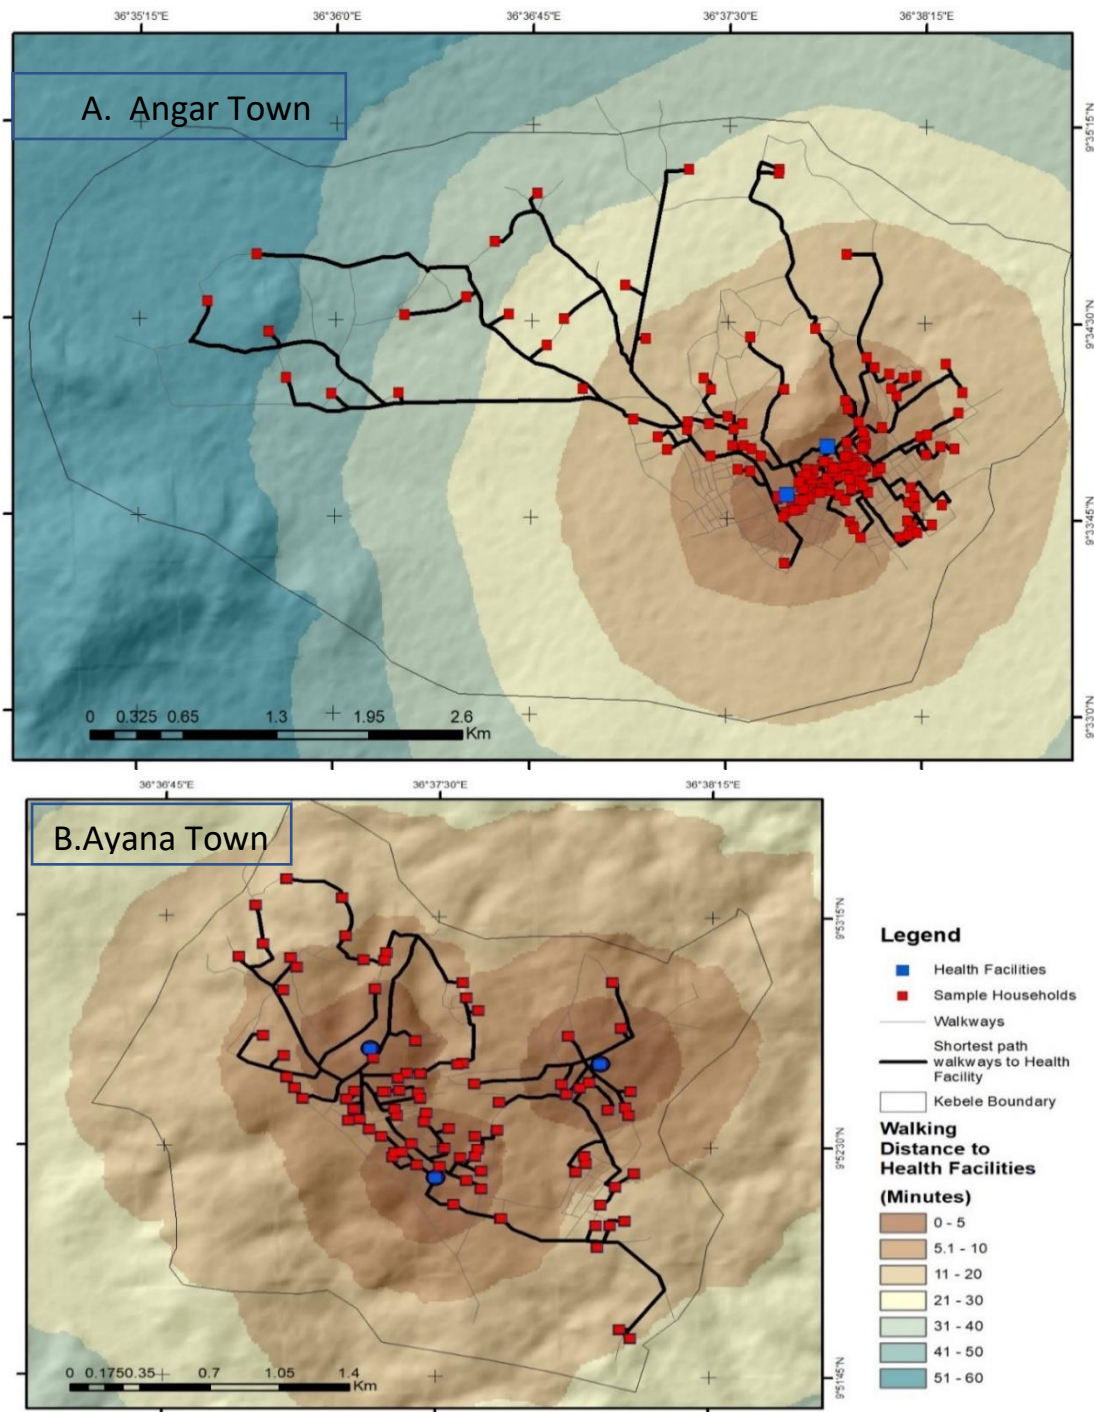 36°35'15"E 36°36'0"E 36°36'45"E 36°37'30"E 36°38'15"E
A. Angar Town
9°35'15"N
9°34'30"N
9°33'45"N
9°33'0"N
0 0.325 0.65 1.3 1.95 2.6
Km
36°36'45"E 36°37'30"E 36°38'15"E
B.Ayana Town
9°53'15"N
9°52'30"N
9°51'45"N
0 0.1750.35 0.7 1.05 1.4
Km
Legend
Health Facilities
Sample Households
Walkways
Shortest path
walkways to Health
Facility
Kebele Boundary
Walking
Distance to
Health Facilities
(Minutes)
0 - 5
5.1 - 10
11 - 20
21 - 30
31 - 40
41 - 50
51 - 60